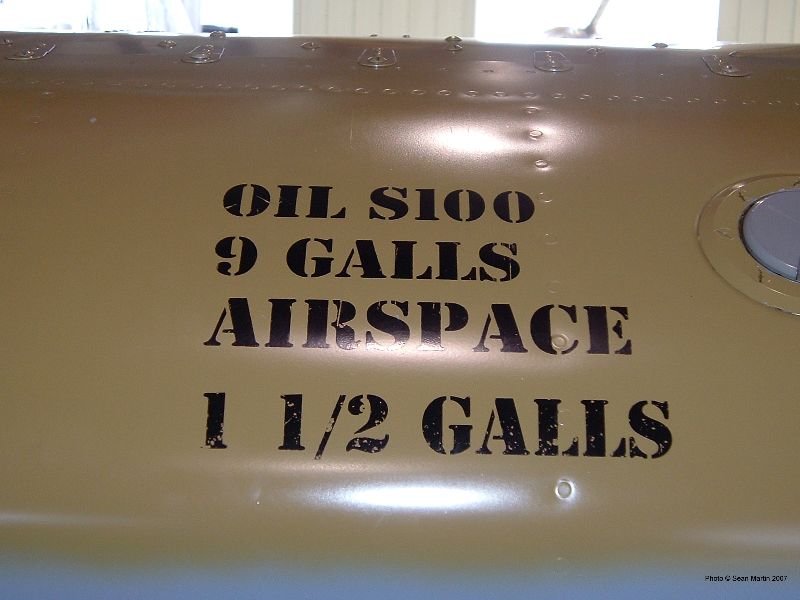 OIL S100
9 GALLS
AIRSPACE
1 1/2 GALLS
Photo © Sean Martin 2007